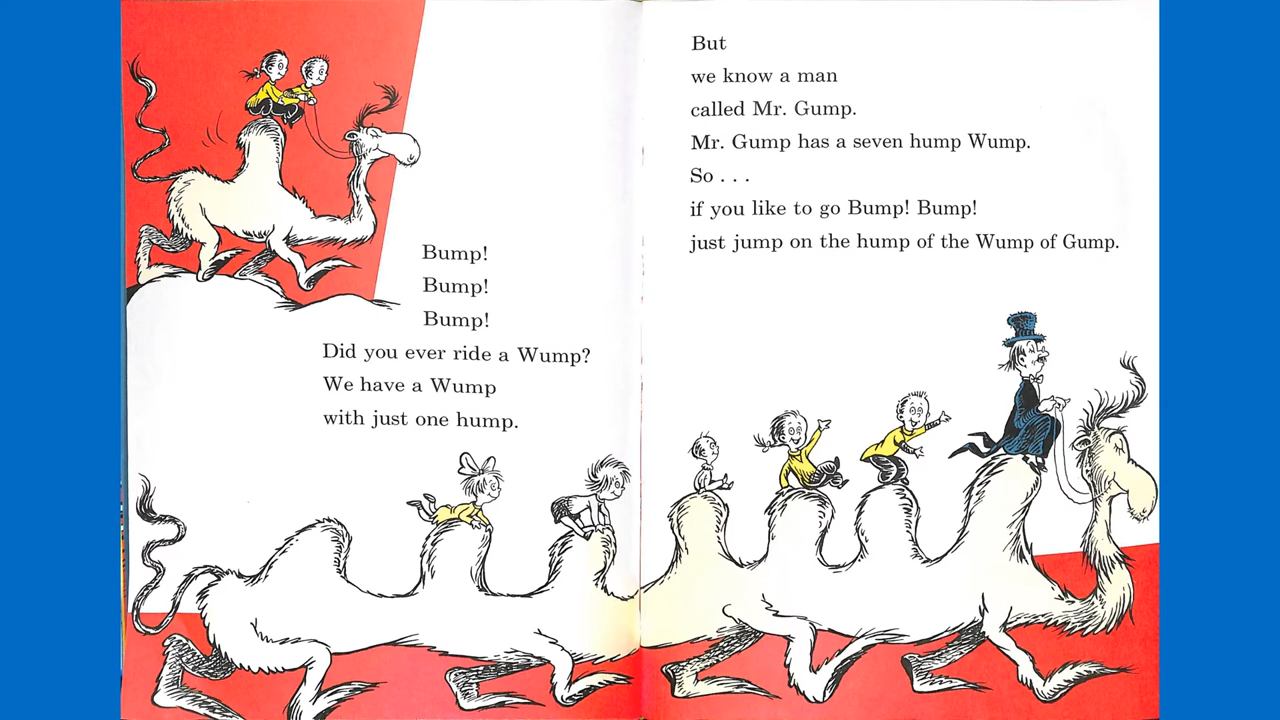 Bump!
Bump!
Bump!
Did you ever ride a Wump?
We have a Wump
with just one hump.
But
we know a man
called Mr. Gump.
Mr. Gump has a seven hump Wump.
So . . .
if you like to go Bump! Bump!
just jump on the hump of the Wump of Gump.